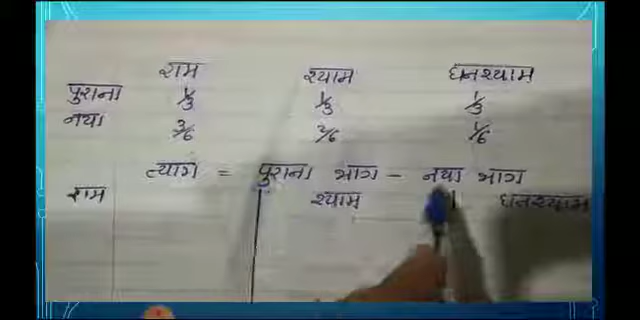 राम श्याम घनश्याम
पुराना 1/3 1/3 1/3
नया 3/6 2/6 1/6
त्याग = पुराना भाग - नया भाग
राम श्याम घनश्याम